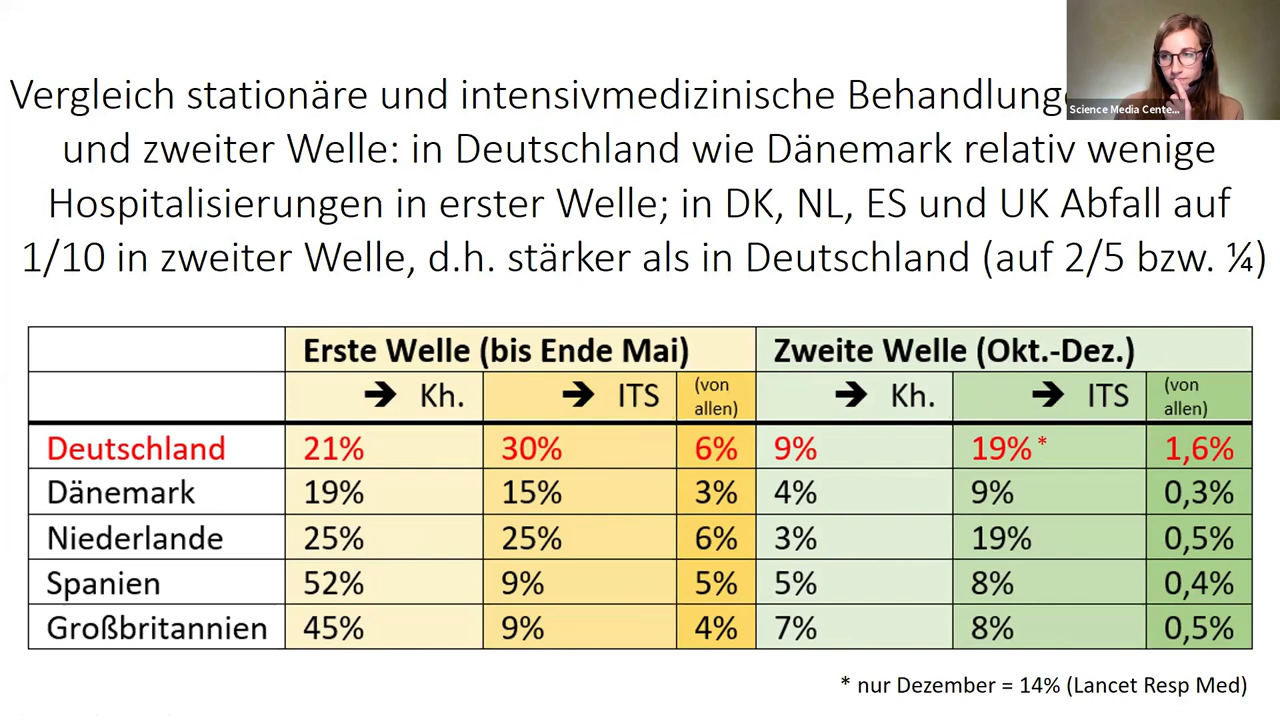 Vergleich stationäre und intensivmedizinische Behandlung
und zweiter Welle: in Deutschland wie Dänemark relativ wenige
Hospitalisierungen in erster Welle; in DK, NL, ES und UK Abfall auf
1/10 in zweiter Welle, d.h. stärker als in Deutschland (auf 2/5 bzw. ¼)
Science Media Cente...
Erste Welle (bis Ende Mai) Zweite Welle (Okt.-Dez.)
➔ Kh. ➔ ITS (von allen) ➔ Kh. ➔ ITS (von allen)
Deutschland 21% 30% 6% 9% 19%* 1,6%
Dänemark 19% 15% 3% 4% 9% 0,3%
Niederlande 25% 25% 6% 3% 19% 0,5%
Spanien 52% 9% 5% 5% 8% 0,4%
Großbritannien 45% 9% 4% 7% 8% 0,5%
* nur Dezember = 14% (Lancet Resp Med)